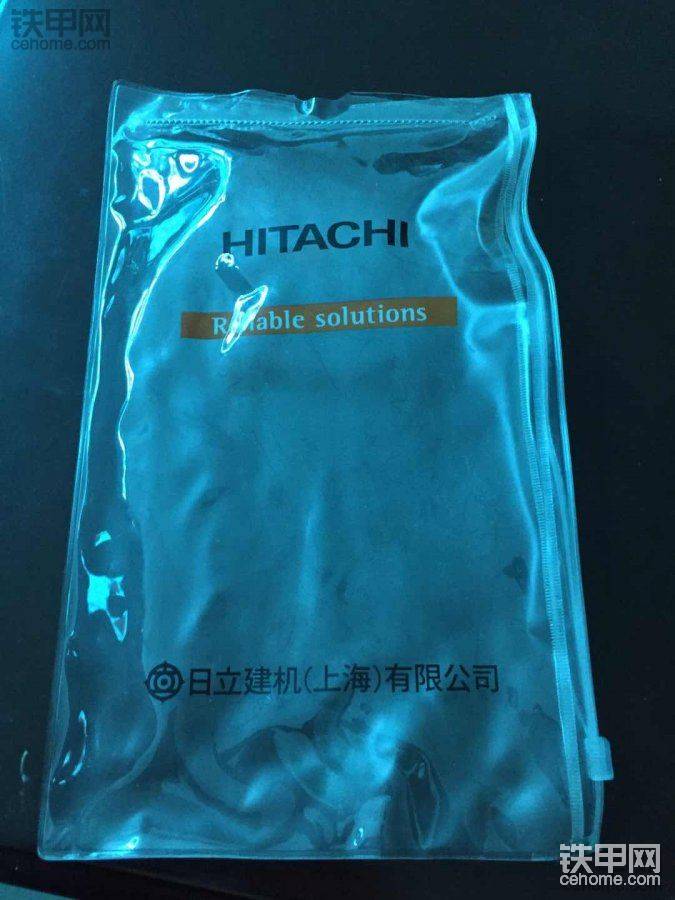 铁甲网
cehome.com
HITACHI
Reliable solutions
日立建机(上海)有限公司
铁甲网
cehome.com